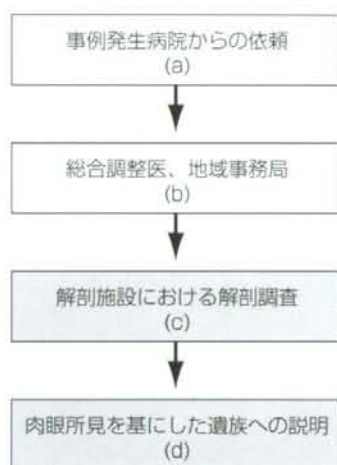 事例発生病院からの依頼
(a)
総合調整医、地域事務局
(b)
解剖施設における解剖調査
(c)
肉眼所見を基にした遺族への説明
(d)